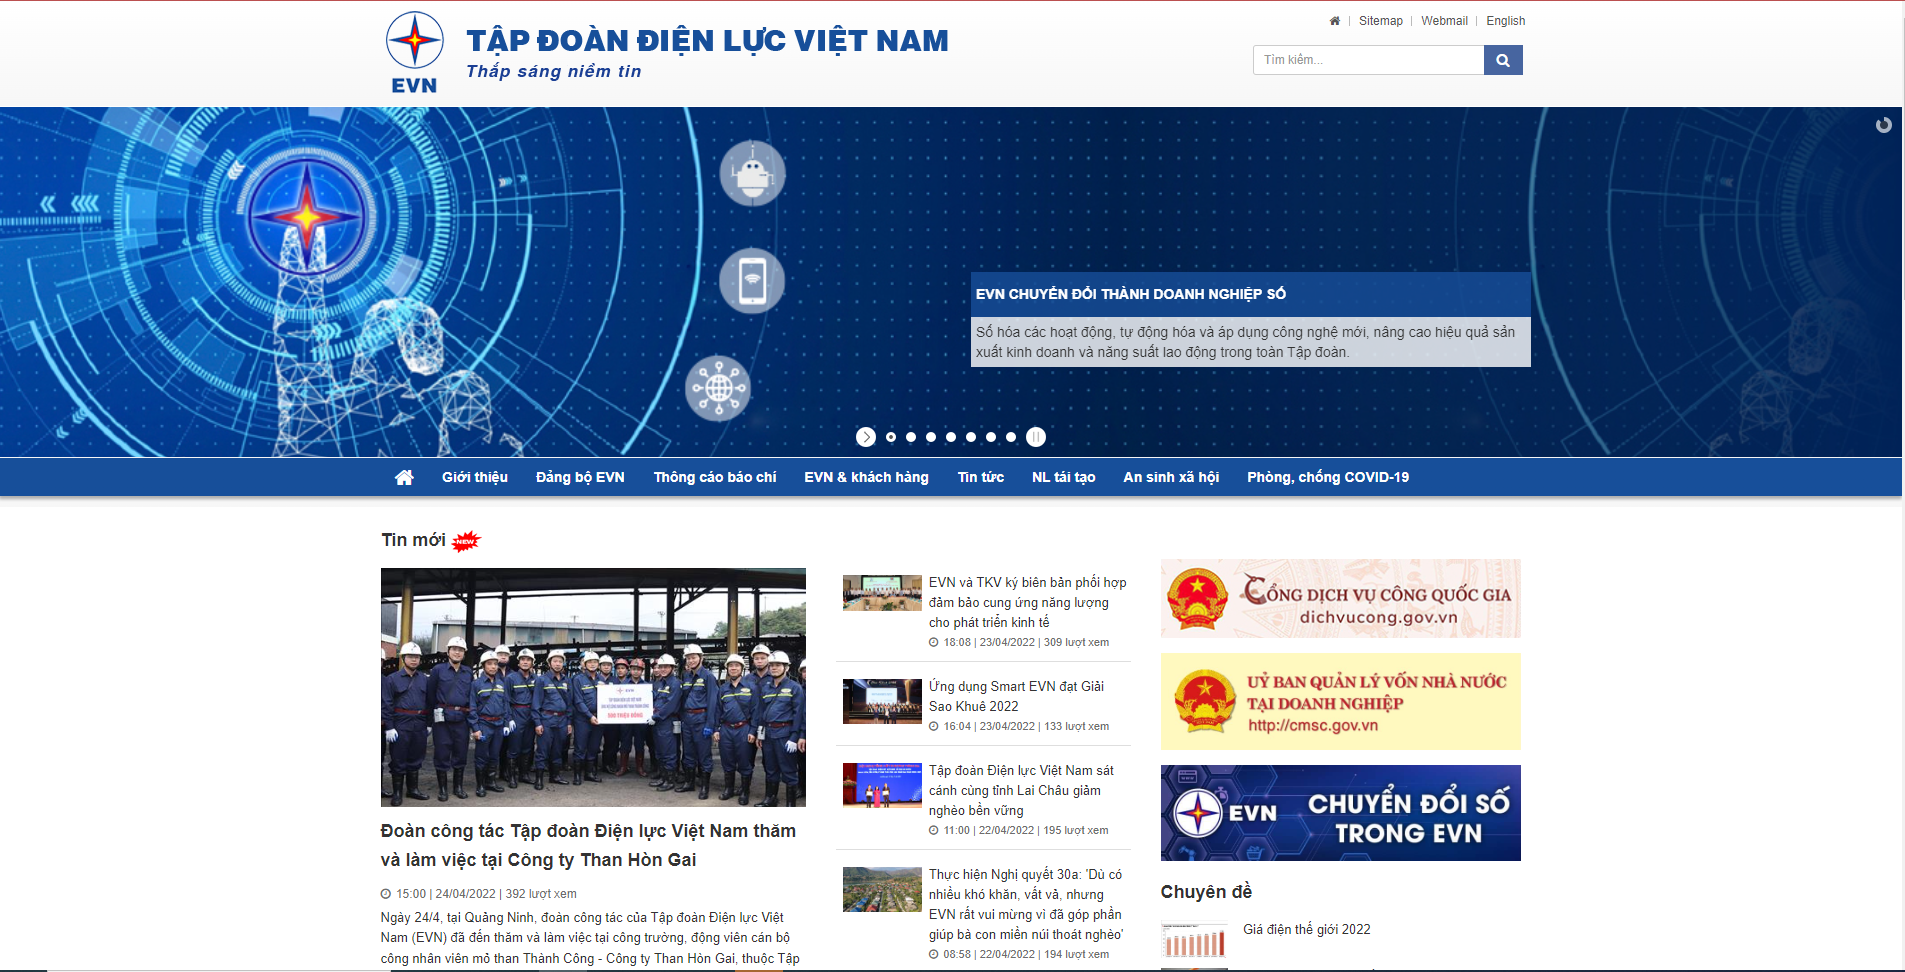 EVN
TẬP ĐOÀN ĐIỆN LỰC VIỆT NAM
Thắp sáng niềm tin
Sitemap | Webmail | English
Tìm kiếm...
EVN CHUYỂN ĐỔI THÀNH DOANH NGHIỆP SỐ
Số hóa các hoạt động, tự động hóa và áp dụng công nghệ mới, nâng cao hiệu quả sản
xuất kinh doanh và năng suất lao động trong toàn Tập đoàn.
Giới thiệu Đảng bộ EVN Thông cáo báo chí EVN & khách hàng Tin tức NL tái tạo An sinh xã hội Phòng, chống COVID-19
Tin mới NEW
Đoàn công tác Tập đoàn Điện lực Việt Nam thăm
và làm việc tại Công ty Than Hòn Gai
15:00 | 24/04/2022 | 392 lượt xem
Ngày 24/4, tại Quảng Ninh, đoàn công tác của Tập đoàn Điện lực Việt
Nam (EVN) đã đến thăm và làm việc tại công trường, động viên cán bộ
công nhân viên mỏ than Thành Công - Công ty Than Hòn Gai, thuộc Tập
EVN và TKV ký biên bản phối hợp
đảm bảo cung ứng năng lượng
cho phát triển kinh tế
18:08 | 23/04/2022 | 309 lượt xem
Ứng dụng Smart EVN đạt Giải
Sao Khuê 2022
16:04 | 23/04/2022 | 133 lượt xem
Tập đoàn Điện lực Việt Nam sát
cánh cùng tỉnh Lai Châu giảm
nghèo bền vững
11:00 | 22/04/2022 | 195 lượt xem
Thực hiện Nghị quyết 30a: 'Dù có
nhiều khó khăn, vất vả, nhưng
EVN rất vui mừng vì đã góp phần
giúp bà con miền núi thoát nghèo'
08:58 | 22/04/2022 | 194 lượt xem
CỔNG DỊCH VỤ CÔNG QUỐC GIA
dichvucong.gov.vn
UỶ BAN QUẢN LÝ VỐN NHÀ NƯỚC
TẠI DOANH NGHIỆP
http://cmsc.gov.vn
EVN CHUYỂN ĐỔI SỐ
TRONG EVN
Chuyên đề
Giá điện thế giới 2022